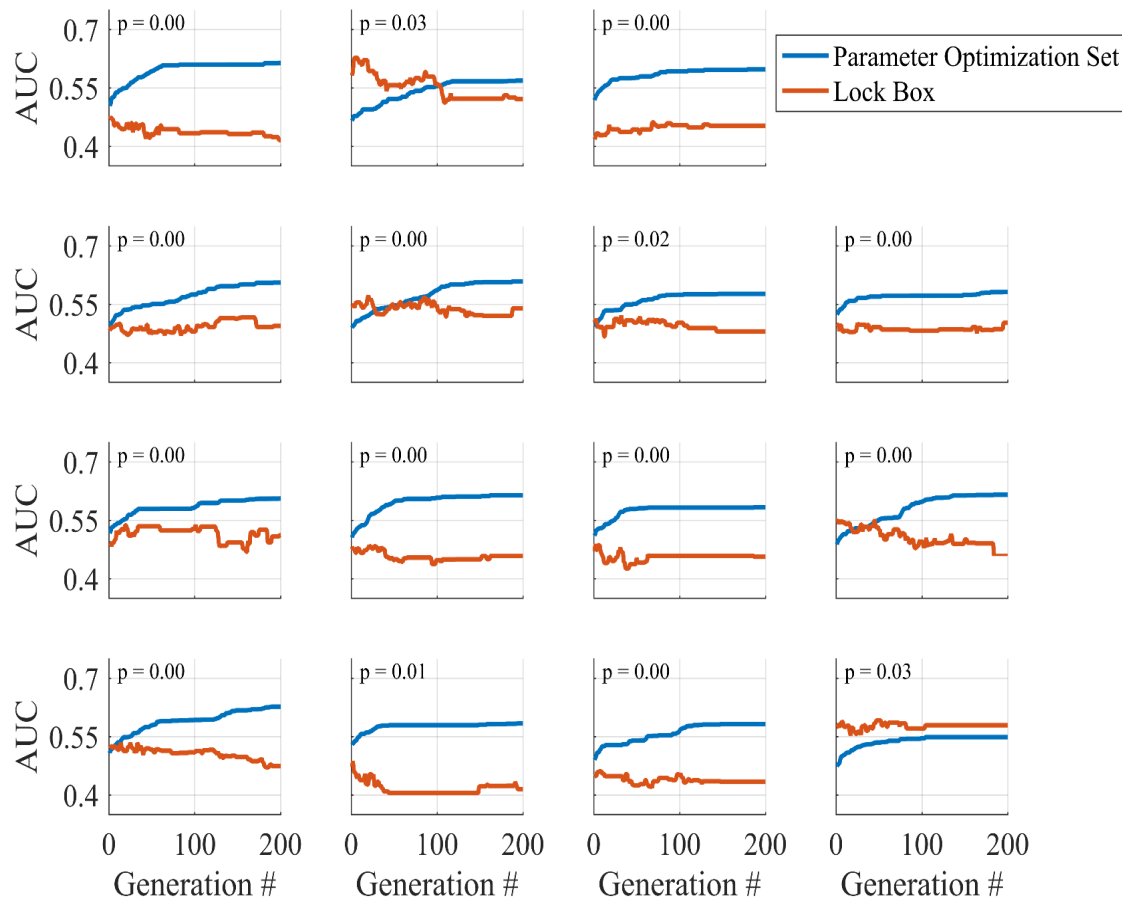 0.7
0.55
0.4
AUC
p = 0.00
p = 0.03
p = 0.00
Parameter Optimization Set
Lock Box
0.7
0.55
0.4
AUC
p = 0.00
p = 0.00
p = 0.02
p = 0.00
0.7
0.55
0.4
AUC
p = 0.00
p = 0.00
p = 0.00
p = 0.00
0.7
0.55
0.4
AUC
p = 0.00
p = 0.01
p = 0.00
p = 0.03
0 100 200
0 100 200
0 100 200
0 100 200
Generation #
Generation #
Generation #
Generation #